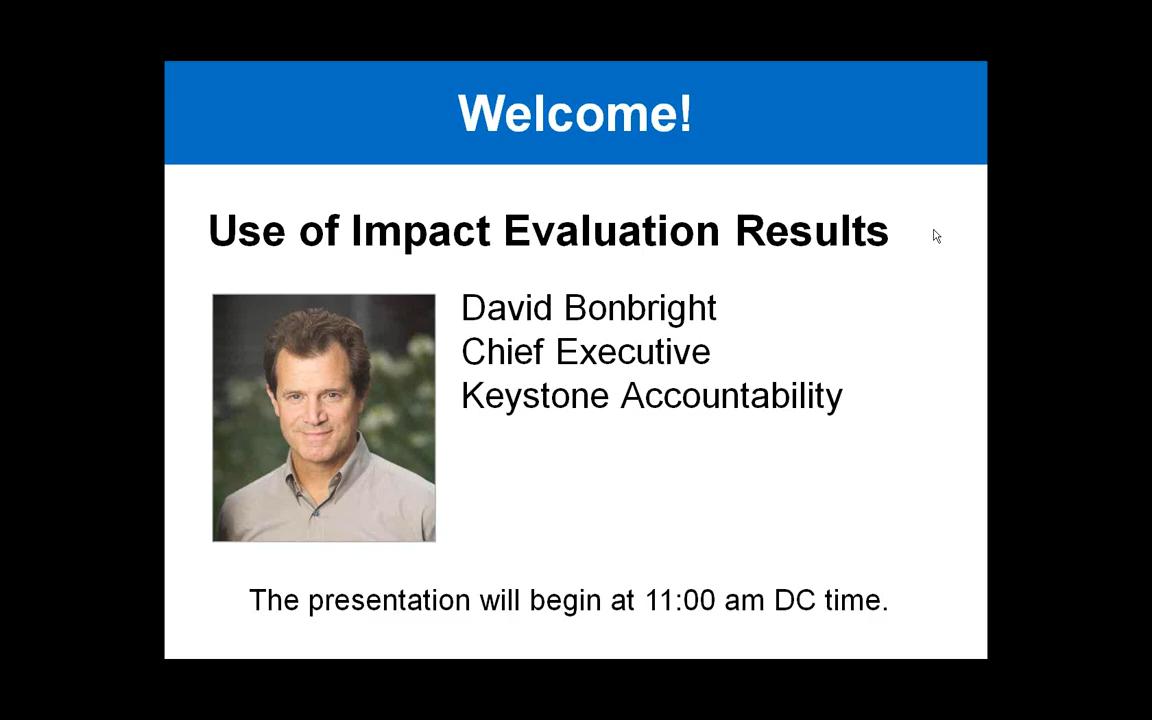 Welcome!
Use of Impact Evaluation Results
David Bonbright
Chief Executive
Keystone Accountability
The presentation will begin at 11:00 am DC time.